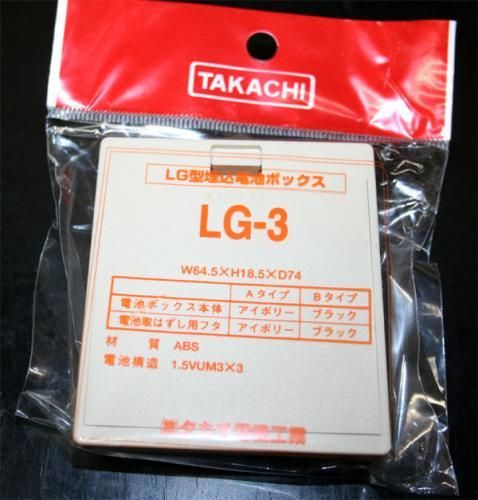 TAKACHI
LG型埋込電池ボックス
OPEN
LG-3
W64.5×H18.5×D74
Aタイプ Bタイプ
電池ボックス本体 アイボリー ブラック
電池取はずし用フタ アイボリー ブラック
材 質 ABS
電池構造 1.5VUM3×3